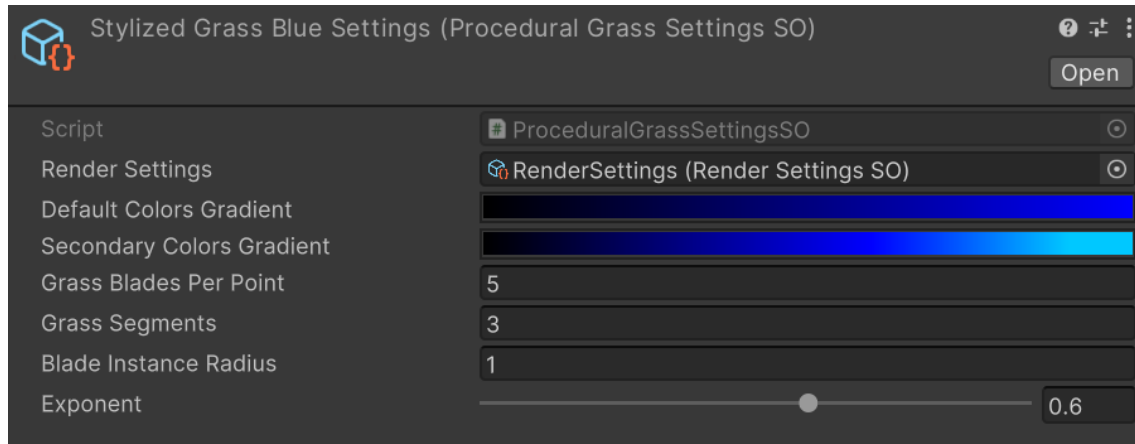 Stylized Grass Blue Settings (Procedural Grass Settings SO)
Open
Script # ProceduralGrassSettingsSO
Render Settings RenderSettings (Render Settings SO)
Default Colors Gradient
Secondary Colors Gradient
Grass Blades Per Point 5
Grass Segments 3
Blade Instance Radius 1
Exponent 0.6